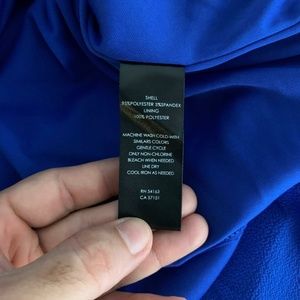 SHELL
95%POLYESTER 5%SPANDEX
LINING
100% POLYESTER
MACHINE WASH COLD-WITH
SIMILARS COLORS
GENTLE CYCLE
ONLY NON-CHLORINE
BLEACH WHEN NEEDED
LINE DRY
COOL IRON AS NEEDED
RN 54163
CA 57151